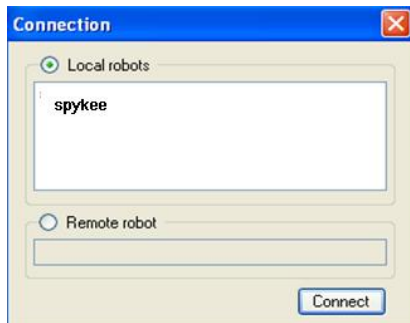 Connection
Local robots
spykee
Remote robot
Connect